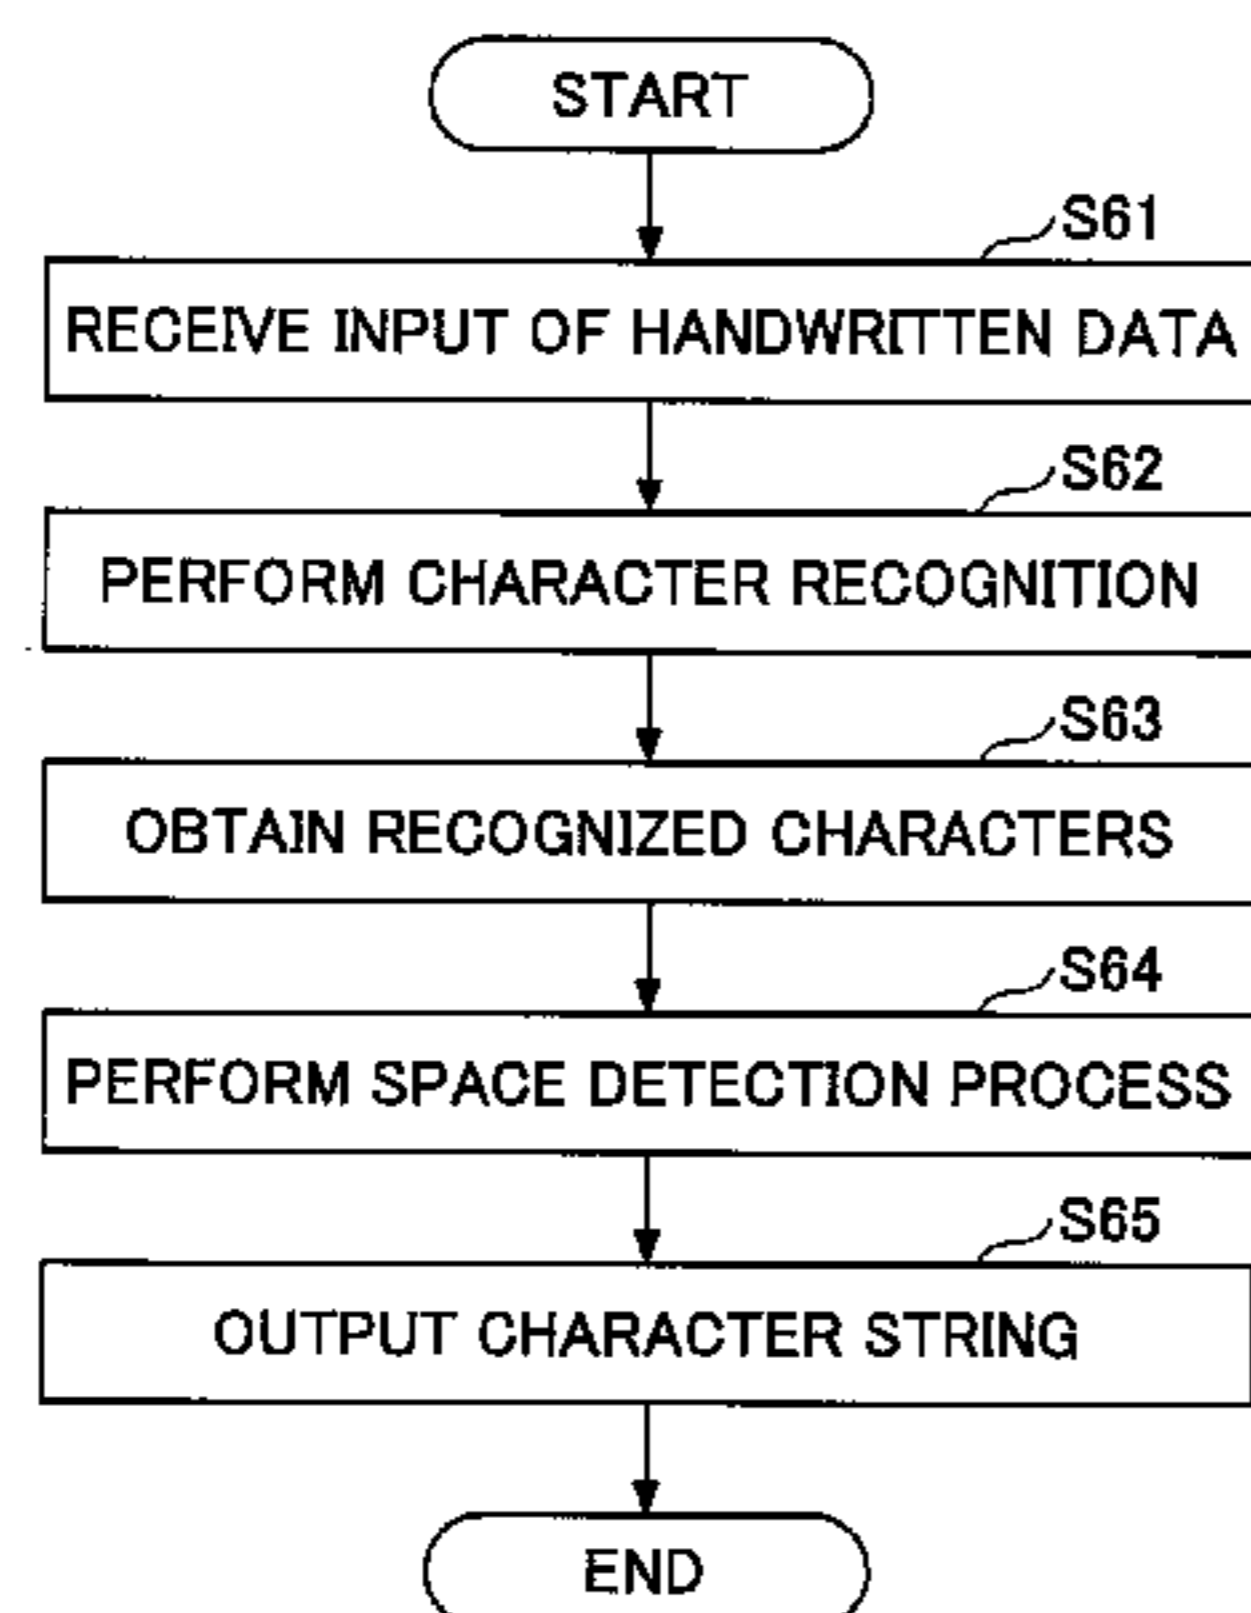 START
S61
RECEIVE INPUT OF HANDWRITTEN DATA
S62
PERFORM CHARACTER RECOGNITION
S63
OBTAIN RECOGNIZED CHARACTERS
S64
PERFORM SPACE DETECTION PROCESS
S65
OUTPUT CHARACTER STRING
END